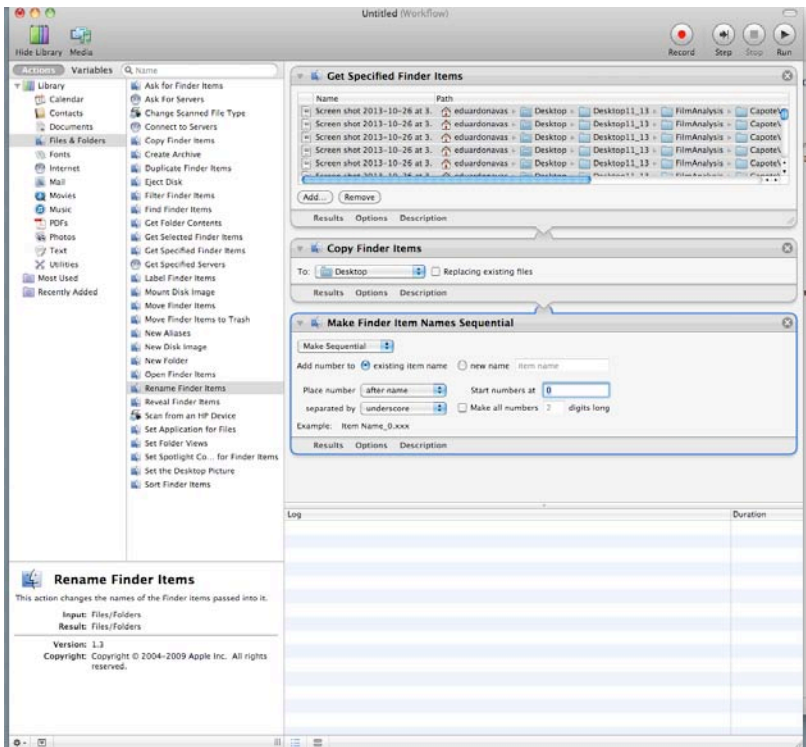 Untitled (Workflow)
Hide Library Media
Record Step Stop Run
Actions Variables Name
Library
Calendar
Contacts
Documents
Files & Folders
Fonts
Internet
Mail
Movies
Music
PDFs
Photos
Text
Utilities
Most Used
Recently Added
Ask for Finder Items
Ask For Servers
Change Scanned File Type
Connect to Servers
Copy Finder Items
Create Archive
Duplicate Finder Items
Eject Disk
Filter Finder Items
Find Finder Items
Get Folder Contents
Get Selected Finder Items
Get Specified Finder Items
Get Specified Servers
Label Finder Items
Mount Disk Image
Move Finder Items
Move Finder Items to Trash
New Aliases
New Disk Image
New Folder
Open Finder Items
Rename Finder Items
Reveal Finder Items
Scan from an HP Device
Set Application for Files
Set Folder Views
Set Spotlight Co... for Finder Items
Set the Desktop Picture
Sort Finder Items
Rename Finder Items
This action changes the names of the Finder items passed into it.
Input: Files/Folders
Result: Files/Folders
Version: 1.3
Copyright: Copyright © 2004-2009 Apple Inc. All rights
reserved.
Get Specified Finder Items
Name Path
Screen shot 2013-10-26 at 3. eduardonavas Desktop Desktop11_13 FilmAnalysis Capote\
Screen shot 2013-10-26 at 3. eduardonavas Desktop Desktop11_13 FilmAnalysis Capote\
Screen shot 2013-10-26 at 3. eduardonavas Desktop Desktop11_13 FilmAnalysis Capote\
Screen shot 2013-10-26 at 3. eduardonavas Desktop Desktop11_13 FilmAnalysis Capote\
Screen shot 2013-10-26 at 3. eduardonavas Desktop Desktop11_13 FilmAnalysis Capote\
Add... Remove
Results Options Description
Copy Finder Items
To: Desktop Replacing existing files
Results Options Description
Make Finder Item Names Sequential
Make Sequential
Add number to existing item name new name item name
Place number after name Start numbers at 0
separated by underscore Make all numbers 2 digits long
Example: Item Name_0.xxx
Results Options Description
Log Duration